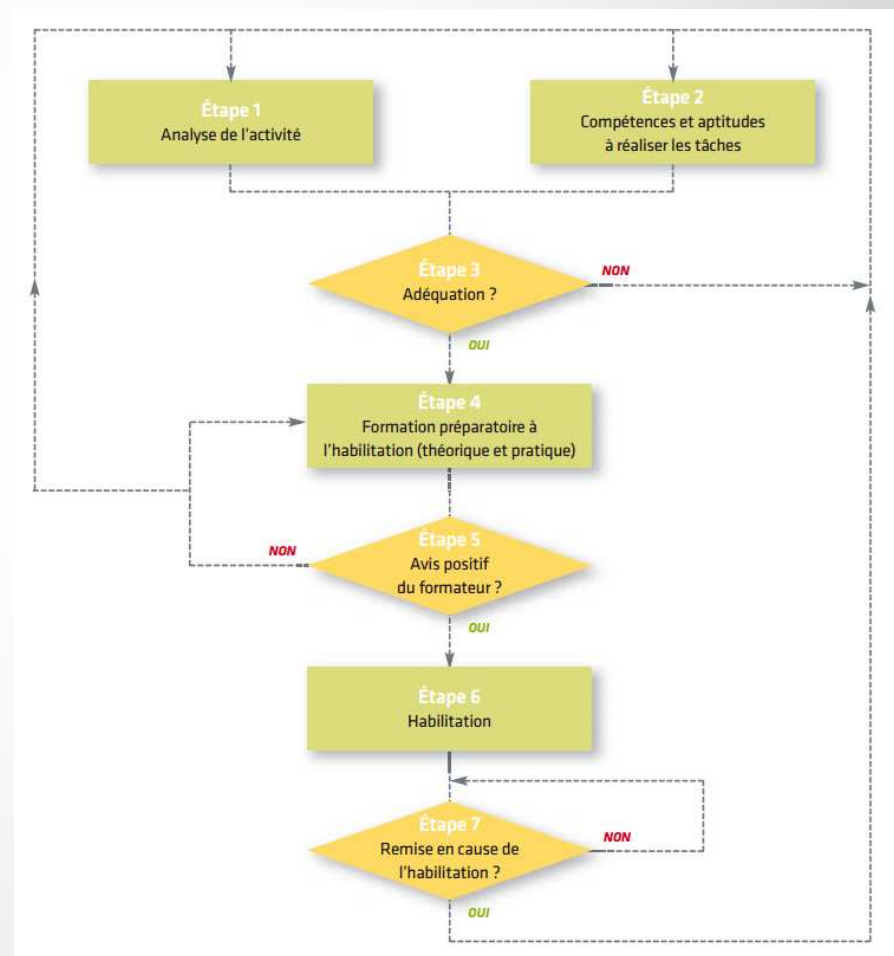 Étape 1
Analyse de l'activité
Étape 2
Compétences et aptitudes
à réaliser les tâches
Étape 3
Adéquation ?
NON
OUI
Étape 4
Formation préparatoire à
l'habilitation (théorique et pratique)
Étape 5
Avis positif
du formateur ?
NON
OUI
Étape 6
Habilitation
Étape 7
Remise en cause de
l'habilitation ?
NON
OUI